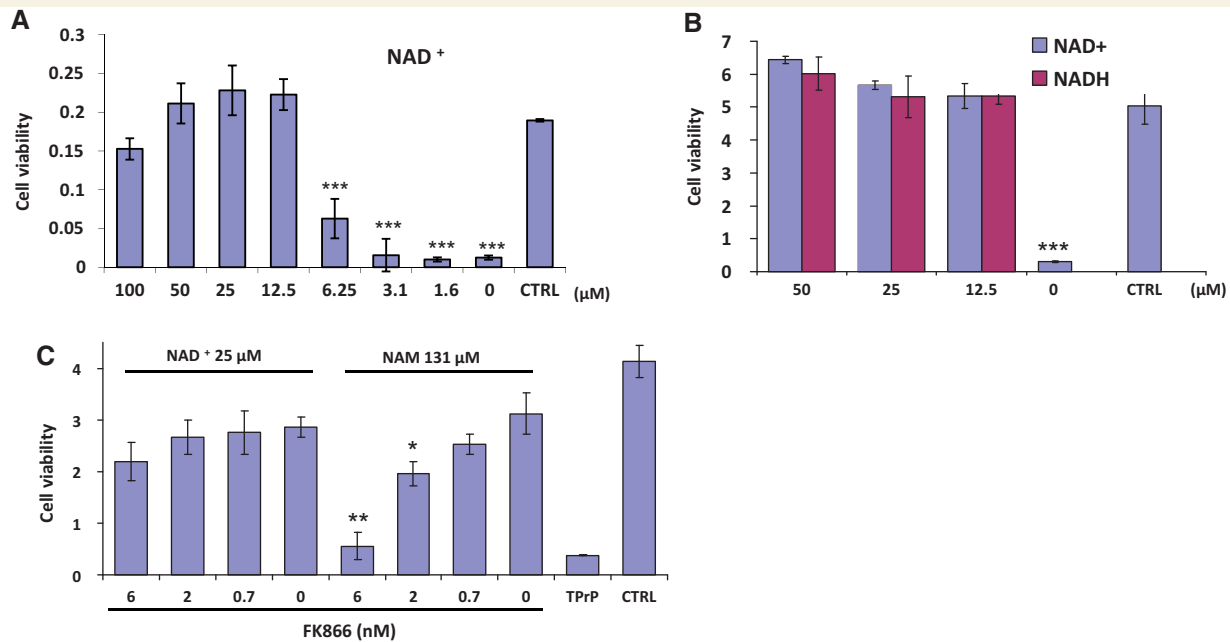 A
NAD +
Cell viability
0.3
0.25
0.2
0.15
0.1
0.05
0
***
***
***
***
100 50 25 12.5 6.25 3.1 1.6 0 CTRL (µM)
B
NAD+
NADH
Cell viability
7
6
5
4
3
2
1
0
***
50 25 12.5 0 CTRL (µM)
C
NAD + 25 µM NAM 131 µM
Cell viability
4
3
2
1
0
**
*
6 2 0.7 0 6 2 0.7 0 TPrP CTRL
FK866 (nM)